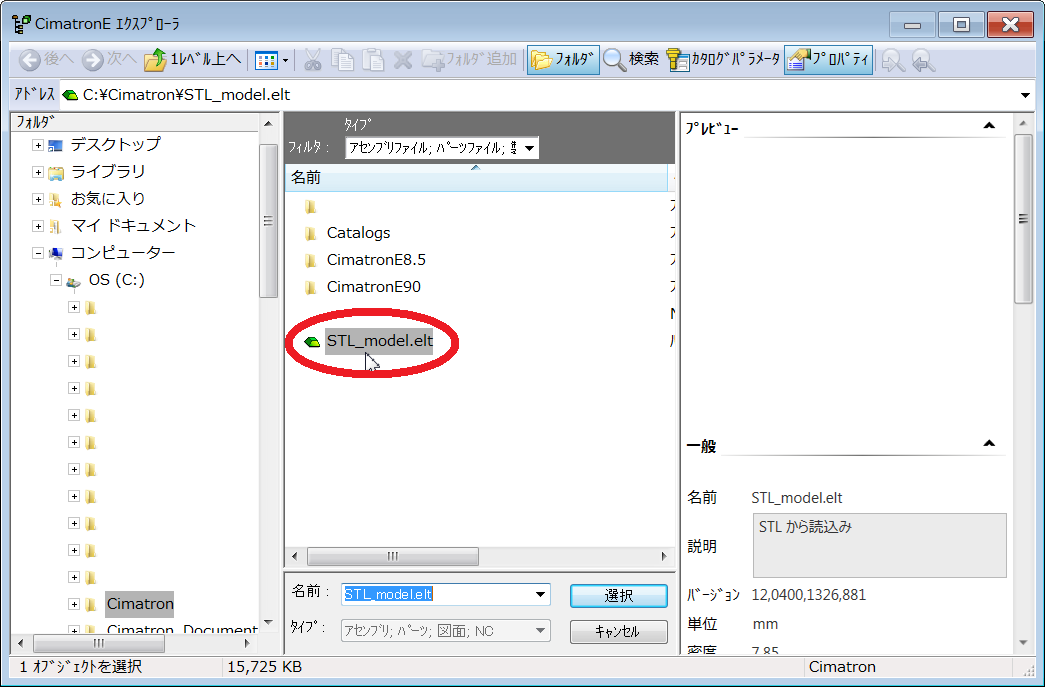 CimatronE ｴｸｽﾌﾟﾛｰﾗ
後へ 次へ 1ﾚﾍﾞﾙ上へ ﾌｫﾙﾀﾞ追加 ﾌｫﾙﾀﾞ 検索 ｶﾀﾛｸﾞﾊﾟﾗﾒｰﾀ ﾌﾟﾛﾊﾟﾃｨ
ｱﾄﾞﾚｽ C:¥Cimatron¥STL_model.elt
ﾌｫﾙﾀﾞ
デスクトップ
ライブラリ
お気に入り
マイ ドキュメント
コンピューター
OS (C:)
Cimatron
Cimatron_Document
ﾀｲﾌﾟ
ﾌｨﾙﾀ : ｱｾﾝﾌﾞﾘﾌｧｲﾙ; ﾊﾟｰﾂﾌｧｲﾙ;
名前
Catalogs
CimatronE8.5
CimatronE90
STL_model.elt
名前 : STL_model.elt
選択
ﾀｲﾌﾟ: ｱｾﾝﾌﾞﾘ; ﾊﾟｰﾂ; 図面; NC
ｷｬﾝｾﾙ
ﾌﾟﾚﾋﾞｭｰ
一般
名前 STL_model.elt
説明 STL から読込み
ﾊﾞｰｼﾞｮﾝ 12,0400,1326,881
単位 mm
密度 7.85
1 ｵﾌﾞｼﾞｪｸﾄを選択 15,725 KB Cimatron